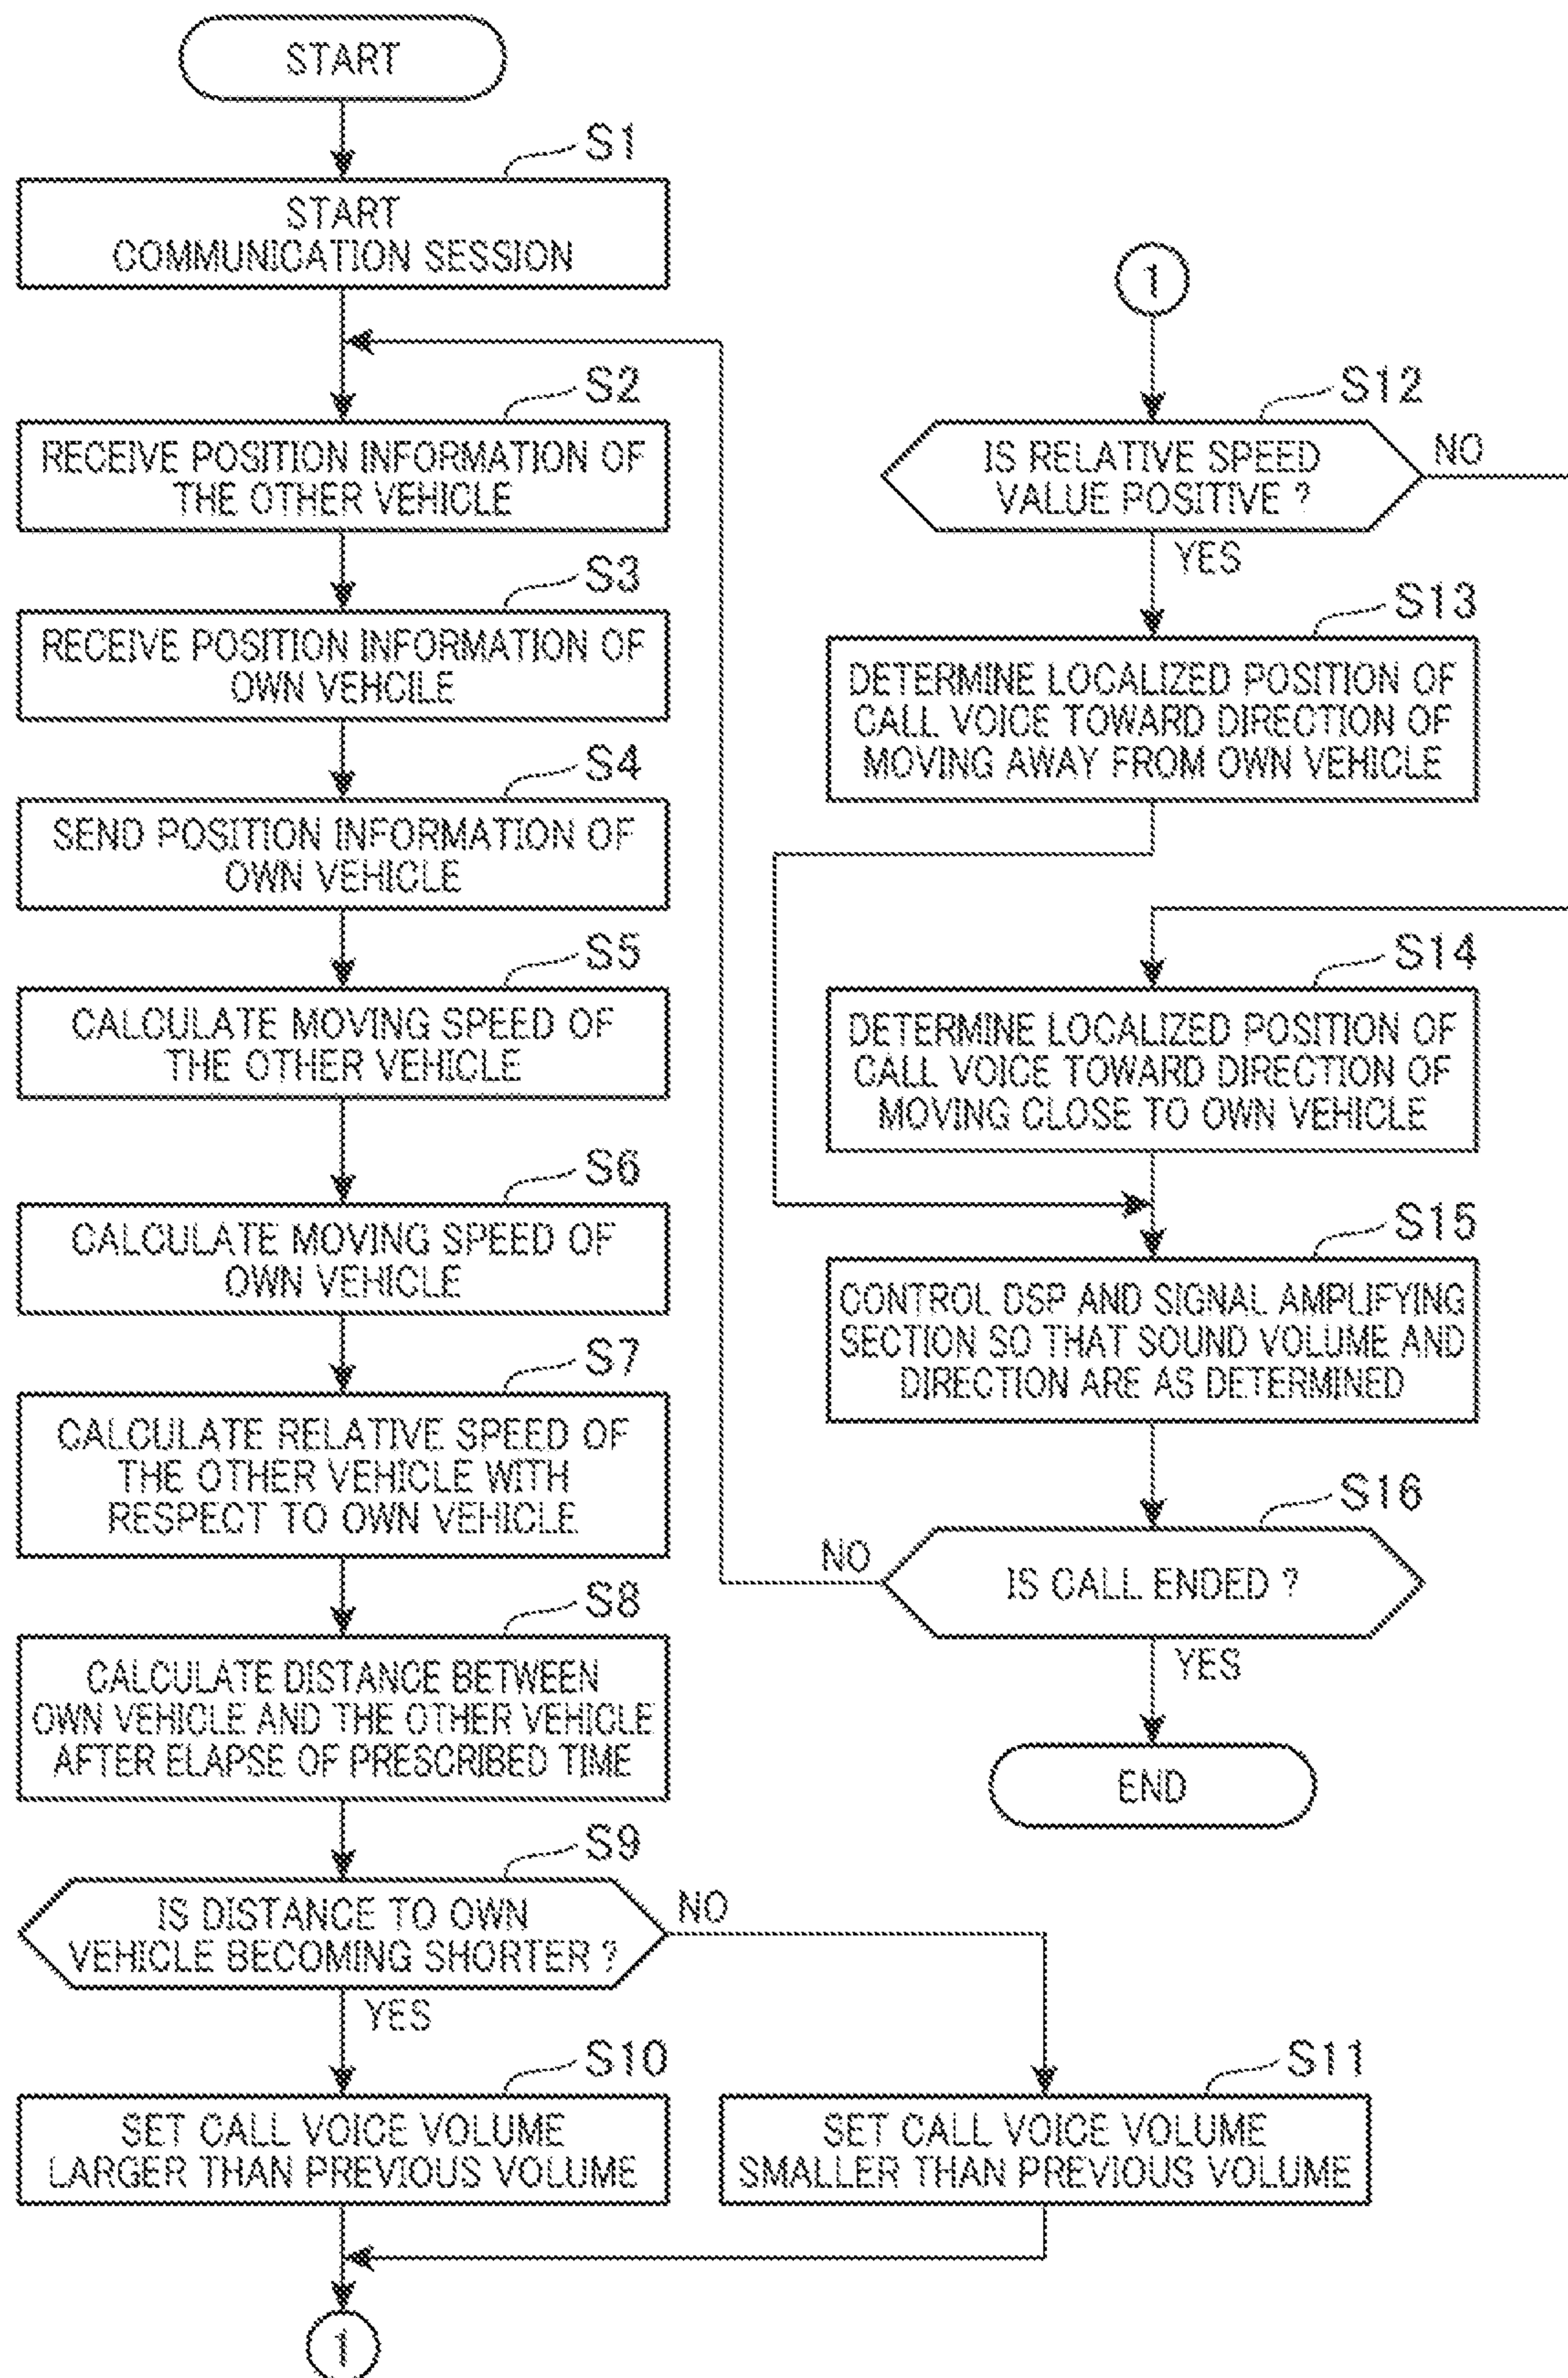 START
S1
START
COMMUNICATION SESSION
S2
RECEIVE POSITION INFORMATION OF
THE OTHER VEHICLE
S3
RECEIVE POSITION INFORMATION OF
OWN VEHCILE
S4
SEND POSITION INFORMATION OF
OWN VEHICLE
S5
CALCULATE MOVING SPEED OF
THE OTHER VEHICLE
S6
CALCULATE MOVING SPEED OF
OWN VEHICLE
S7
CALCULATE RELATIVE SPEED OF
THE OTHER VEHICLE WITH
RESPECT TO OWN VEHICLE
S8
CALCULATE DISTANCE BETWEEN
OWN VEHICLE AND THE OTHER VEHICLE
AFTER ELAPSE OF PRESCRIBED TIME
S9
IS DISTANCE TO OWN
VEHICLE BECOMING SHORTER ?
NO
YES
S10
SET CALL VOICE VOLUME
LARGER THAN PREVIOUS VOLUME
S11
SET CALL VOICE VOLUME
SMALLER THAN PREVIOUS VOLUME
1
1
S12
IS RELATIVE SPEED
VALUE POSITIVE ?
NO
YES
S13
DETERMINE LOCALIZED POSITION OF
CALL VOICE TOWARD DIRECTION OF
MOVING AWAY FROM OWN VEHICLE
S14
DETERMINE LOCALIZED POSITION OF
CALL VOICE TOWARD DIRECTION OF
MOVING CLOSE TO OWN VEHICLE
S15
CONTROL DSP AND SIGNAL AMPLIFYING
SECTION SO THAT SOUND VOLUME AND
DIRECTION ARE AS DETERMINED
S16
IS CALL ENDED ?
NO
YES
END